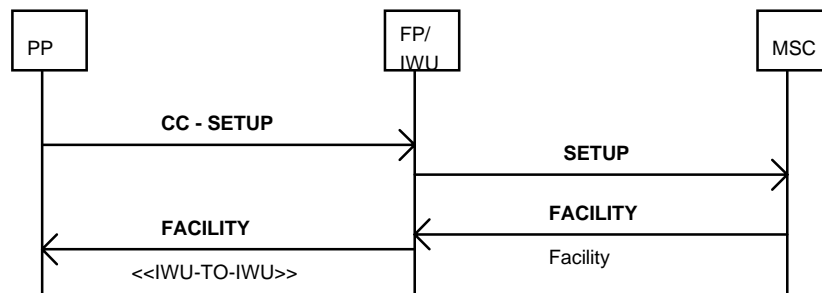 PP
FP/
IWU
MSC
CC - SETUP
SETUP
FACILITY
FACILITY
<<IWU-TO-IWU>>
Facility